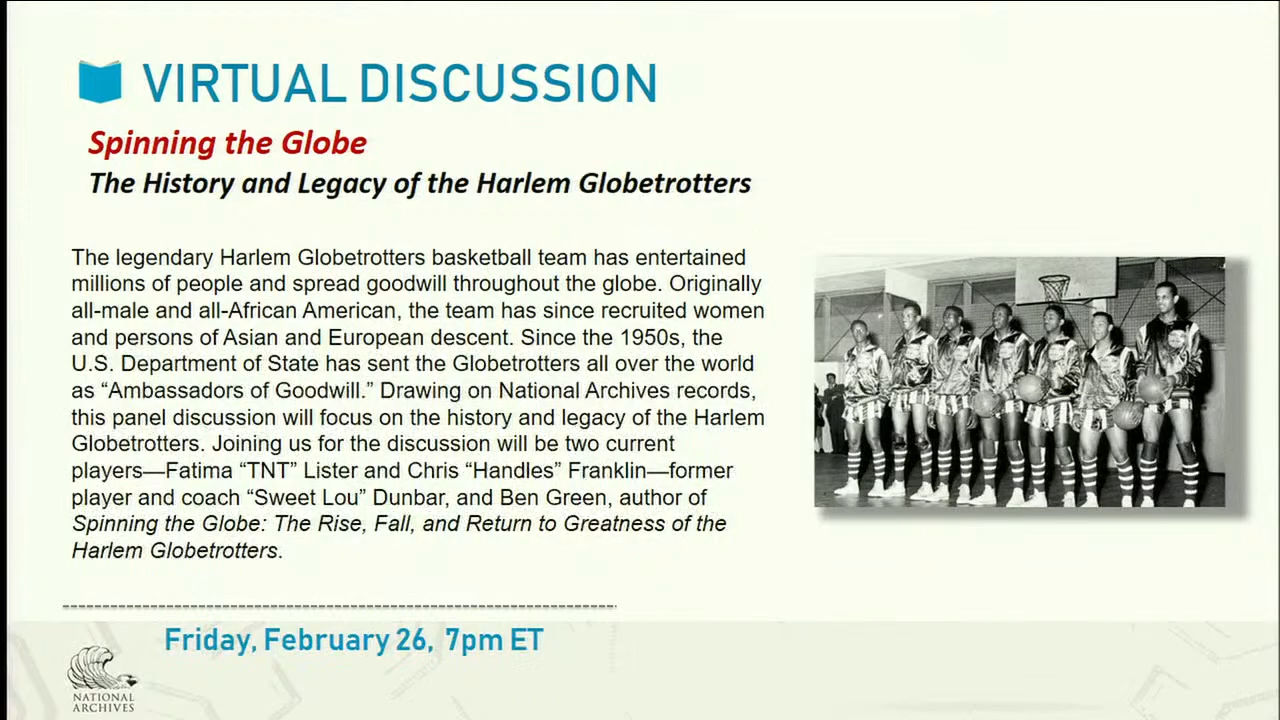 VIRTUAL DISCUSSION
Spinning the Globe
The History and Legacy of the Harlem Globetrotters
The legendary Harlem Globetrotters basketball team has entertained
millions of people and spread goodwill throughout the globe. Originally
all-male and all-African American, the team has since recruited women
and persons of Asian and European descent. Since the 1950s, the
U.S. Department of State has sent the Globetrotters all over the world
as “Ambassadors of Goodwill.” Drawing on National Archives records,
this panel discussion will focus on the history and legacy of the Harlem
Globetrotters. Joining us for the discussion will be two current
players—Fatima “TNT” Lister and Chris “Handles” Franklin—former
player and coach “Sweet Lou” Dunbar, and Ben Green, author of
Spinning the Globe: The Rise, Fall, and Return to Greatness of the
Harlem Globetrotters.
Friday, February 26, 7pm ET
NATIONAL
ARCHIVES